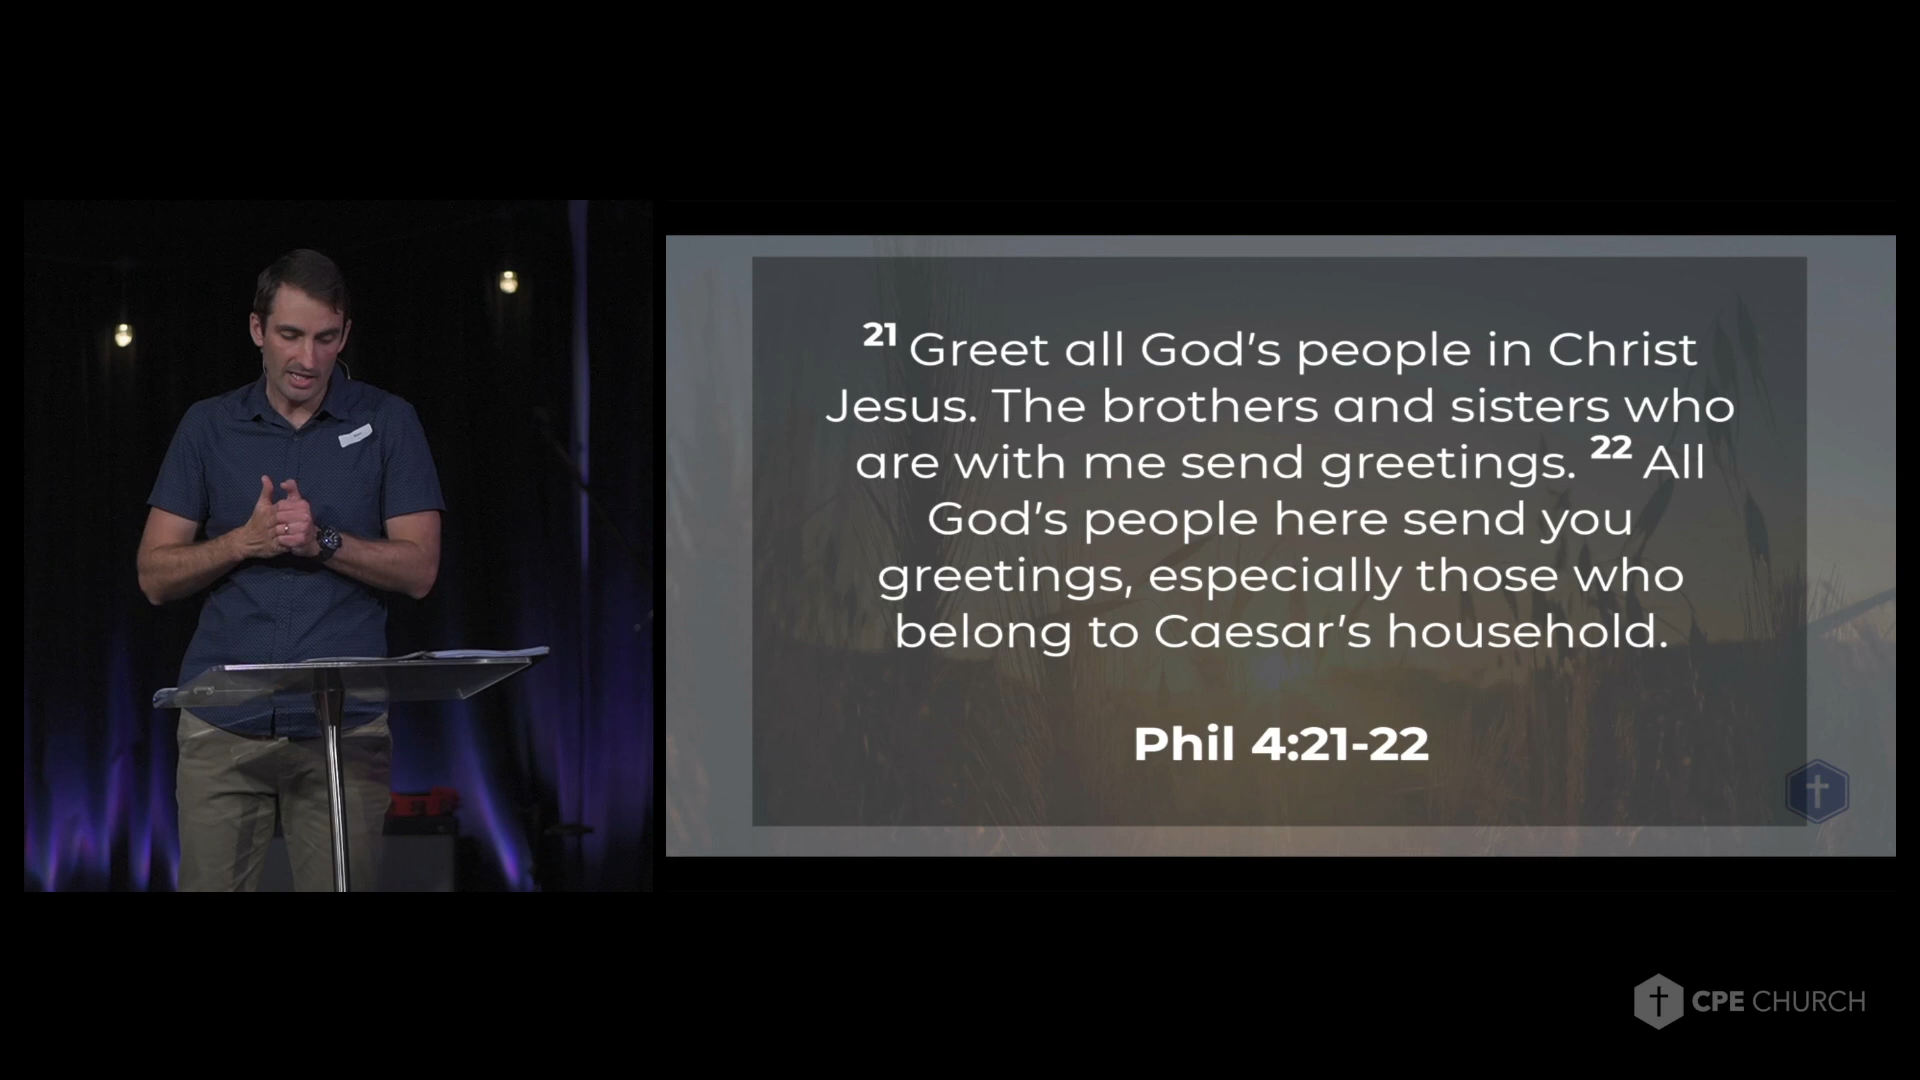 21 Greet all God's people in Christ
Jesus. The brothers and sisters who
are with me send greetings. 22 All
God's people here send you
greetings, especially those who
belong to Caesar's household.
Phil 4:21-22
CPE CHURCH